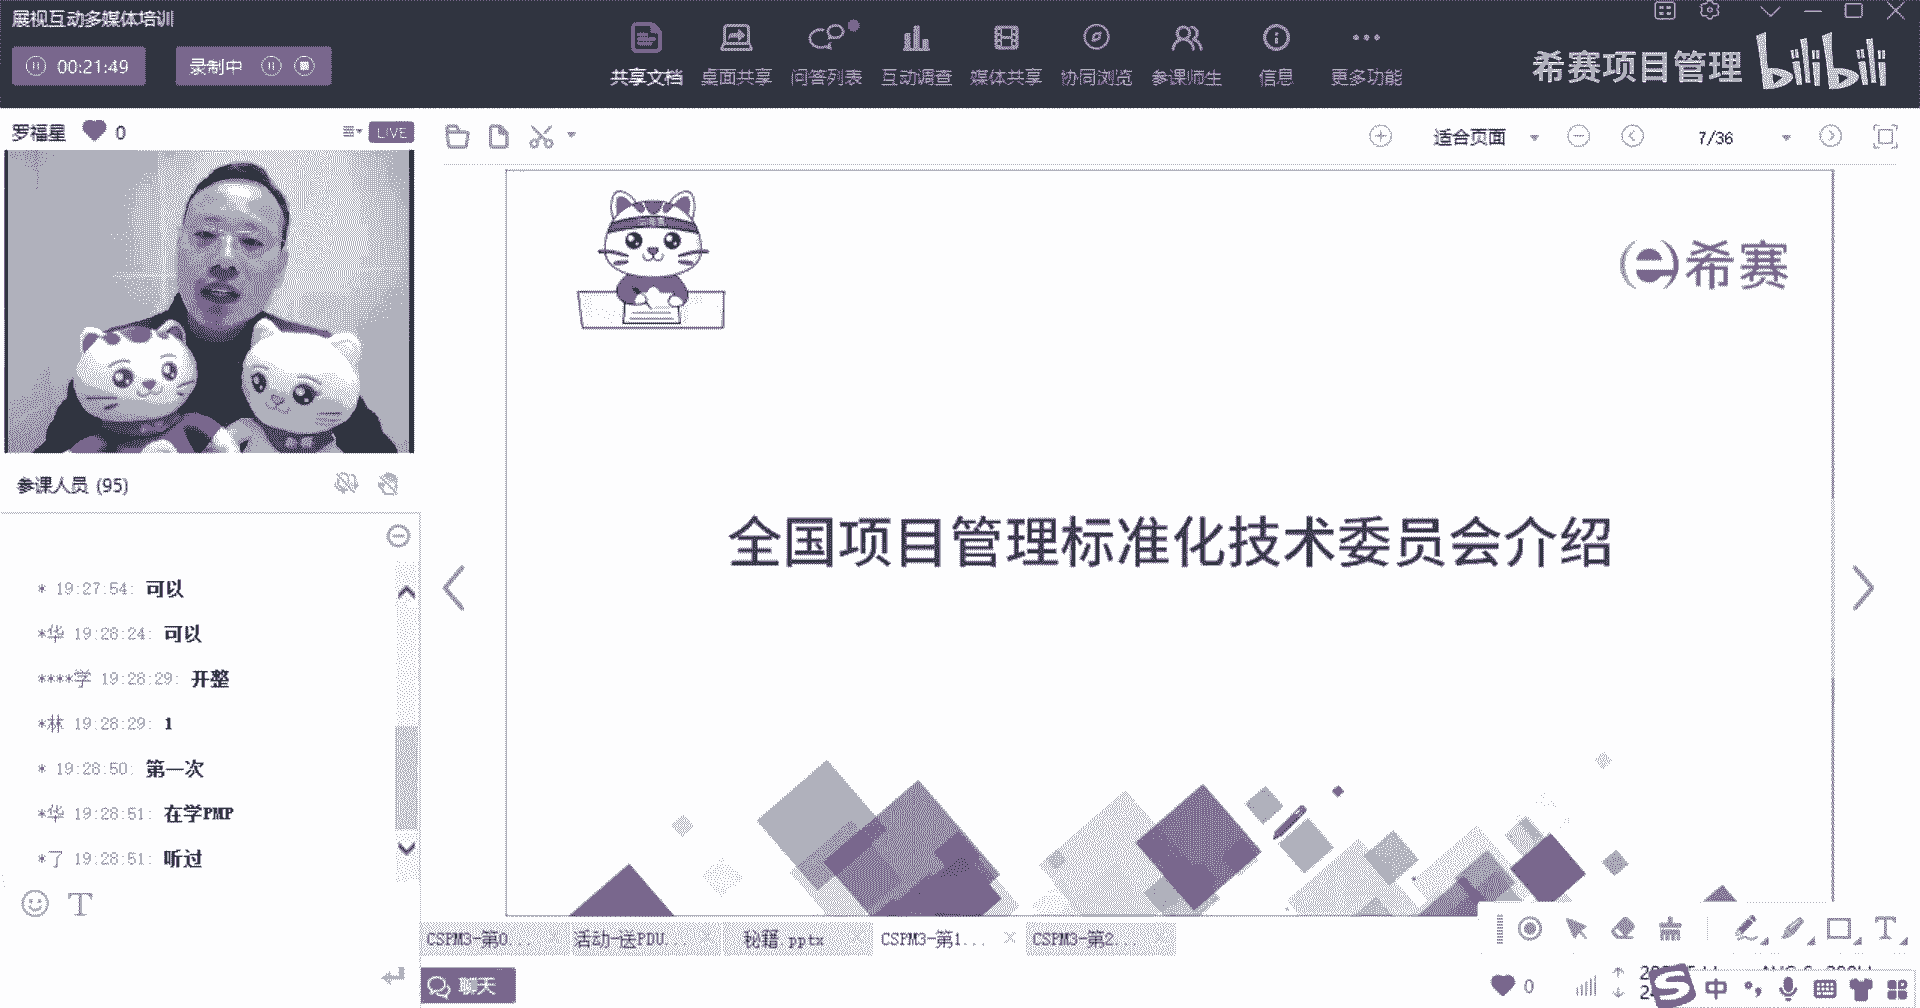 展视互动多媒体培训
00:21:49
录制中
共享文档 桌面共享 问答列表 互动调查 媒体共享 协同浏览 参课师生 信息 更多功能
希赛项目管理 bilibili
罗福星 0
LIVE
适合页面
7/36
希赛
全国项目管理标准化技术委员会介绍
参课人员 (95)
* 19:27:54: 可以
*华 19:28:24: 可以
****学 19:28:29: 开整
*林 19:28:29: 1
* 19:28:50: 第一次
*华 19:28:51: 在学PMP
*了 19:28:51: 听过
T
CSPM3-第0... 活动-送PDU... 秘籍.pptx CSPM3-第1... CSPM3-第2...
聊天
T
0
中